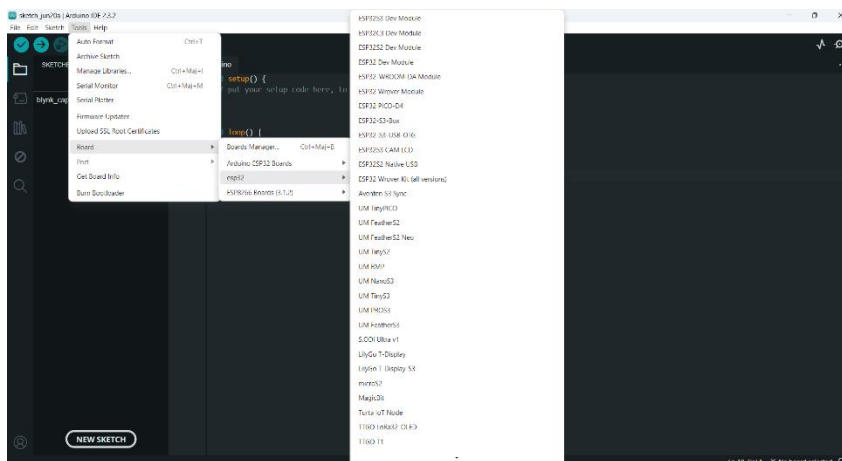 sketch_jun20a | Arduino IDE 2.3.2
File Edit Sketch Tools Help
Auto Format Ctrl+T
Archive Sketch
Manage Libraries... Ctrl+Maj+I
Serial Monitor Ctrl+Maj+M
Serial Plotter
Firmware Updater
Upload SSL Root Certificates
Board
Port
Get Board Info
Burn Bootloader
Boards Manager... Ctrl+Maj+B
Arduino ESP32 Boards
esp32
ESP8266 Boards (3.1.2)
ESP32S3 Dev Module
ESP32C3 Dev Module
ESP32S2 Dev Module
ESP32 Dev Module
ESP32-WROOM-DA Module
ESP32 Wrover Module
ESP32 PICO-D4
ESP32-S3-Box
ESP32-S3-USB-OTG
ESP32S3 CAM LCD
ESP32S2 Native USB
ESP32 Wrover Kit (all versions)
Aventen S3 Sync
UM TinyPICO
UM FeatherS2
UM FeatherS2 Neo
UM TinyS2
UM RMP
UM NanoS3
UM TinyS3
UM PROS3
UM FeatherS3
S.ODI Ultra v1
LilyGo T-Display
LilyGo T-Display-S3
microS2
MagicBit
Turta IoT Node
TTGO LoRa32-OLED
TTGO T1
SKETCH
blynk_cap
ino
setup() {
put your setup code here, to
loop() {
NEW SKETCH